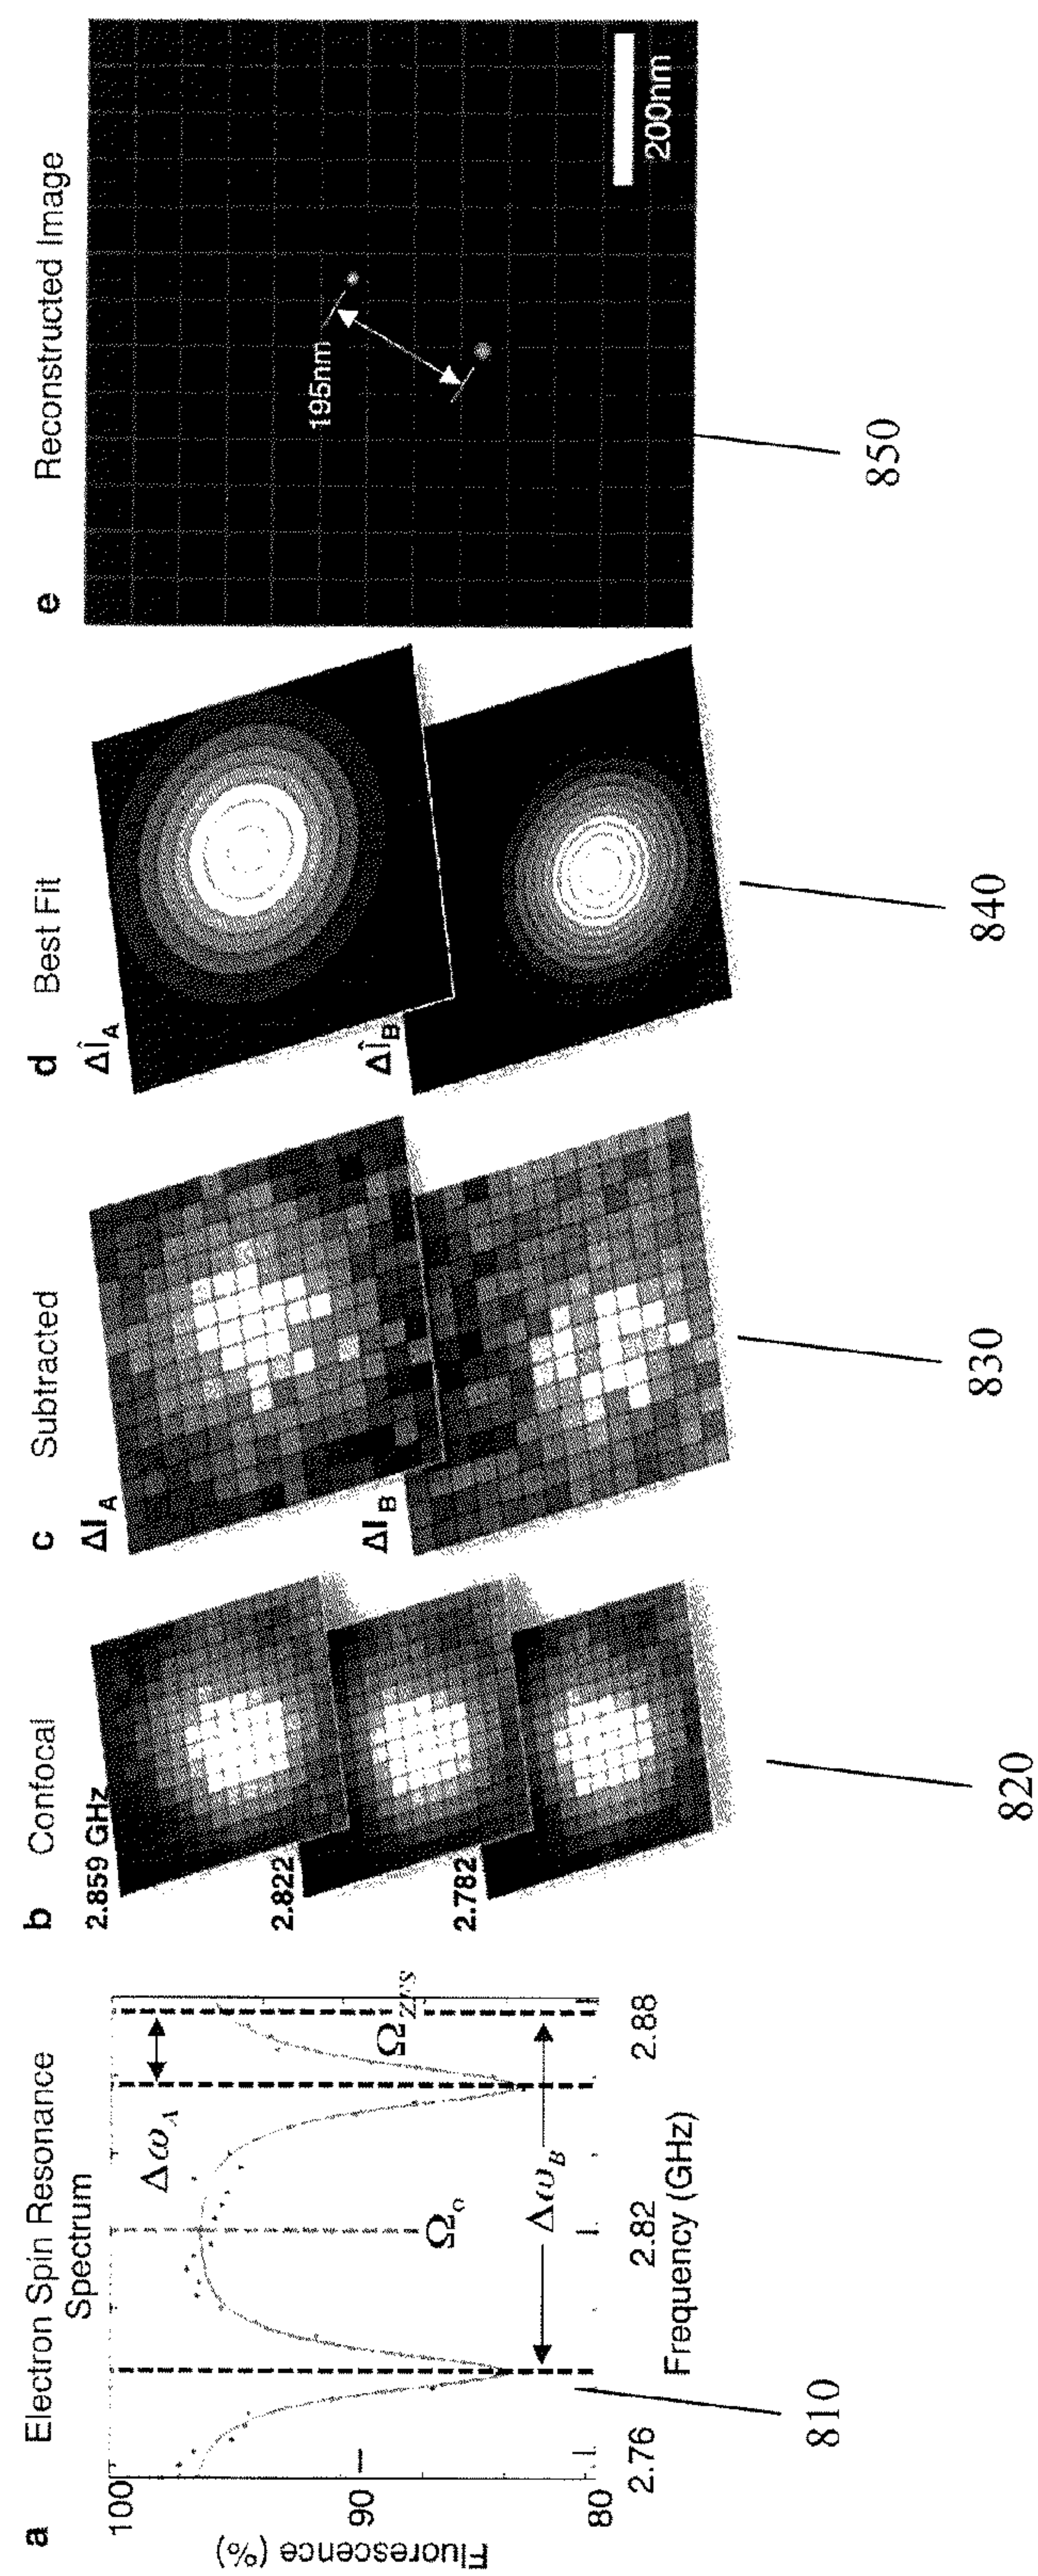 a Electron Spin Resonance
Spectrum
Fluorescence (%)
100
90
80
Δω_A
Ω_ZFS
Ω_o
Δω_B
2.76
2.82
2.88
Frequency (GHz)
810
b Confocal
2.859 GHz
2.822
2.782
820
c Subtracted
ΔI_A
ΔI_B
830
d Best Fit
ΔÎ_A
ΔÎ_B
840
e Reconstructed Image
195nm
200nm
850